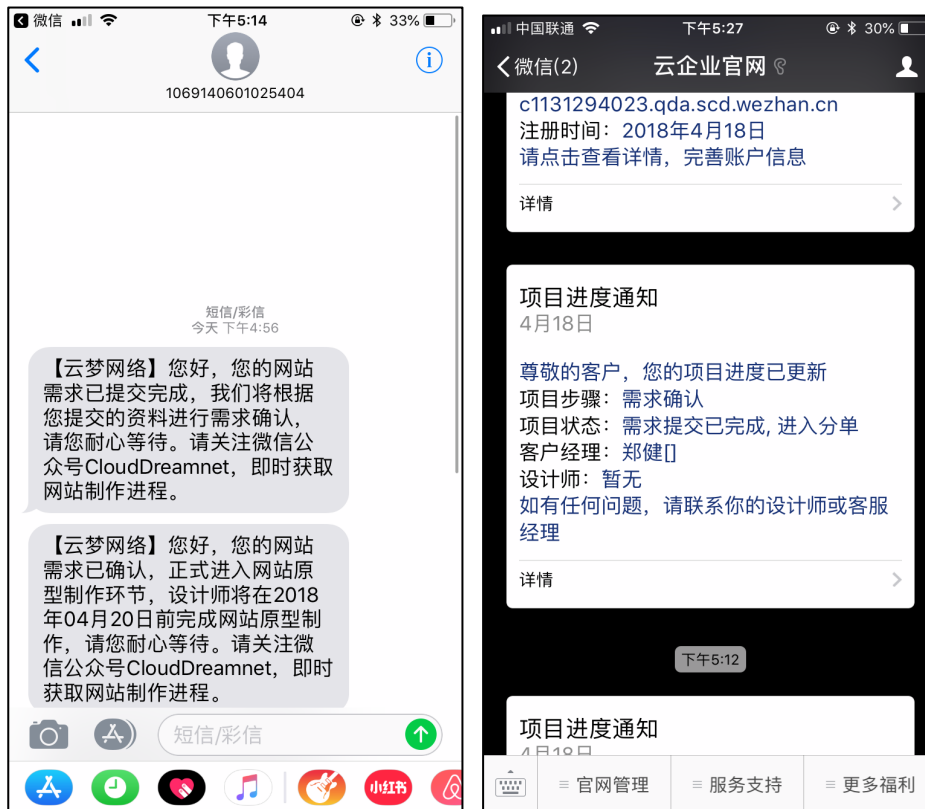 微信
下午5:14
33%
1069140601025404
短信/彩信
今天 下午4:56
【云梦网络】您好，您的网站
需求已提交完成，我们将根据
您提交的资料进行需求确认，
请您耐心等待。请关注微信公
众号CloudDreamnet，即时获取
网站制作进程。
【云梦网络】您好，您的网站
需求已确认，正式进入网站原
型制作环节，设计师将在2018
年04月20日前完成网站原型制
作，请您耐心等待。请关注微
信公众号CloudDreamnet，即时
获取网站制作进程。
短信/彩信
小红书
中国联通
下午5:27
30%
微信(2)
云企业官网
c1131294023.qda.scd.wezhan.cn
注册时间：2018年4月18日
请点击查看详情，完善账户信息
详情
项目进度通知
4月18日
尊敬的客户，您的项目进度已更新
项目步骤：需求确认
项目状态：需求提交已完成, 进入分单
客户经理：郑健[]
设计师：暂无
如有任何问题，请联系你的设计师或客服
经理
详情
下午5:12
项目进度通知
4月18日
官网管理
服务支持
更多福利